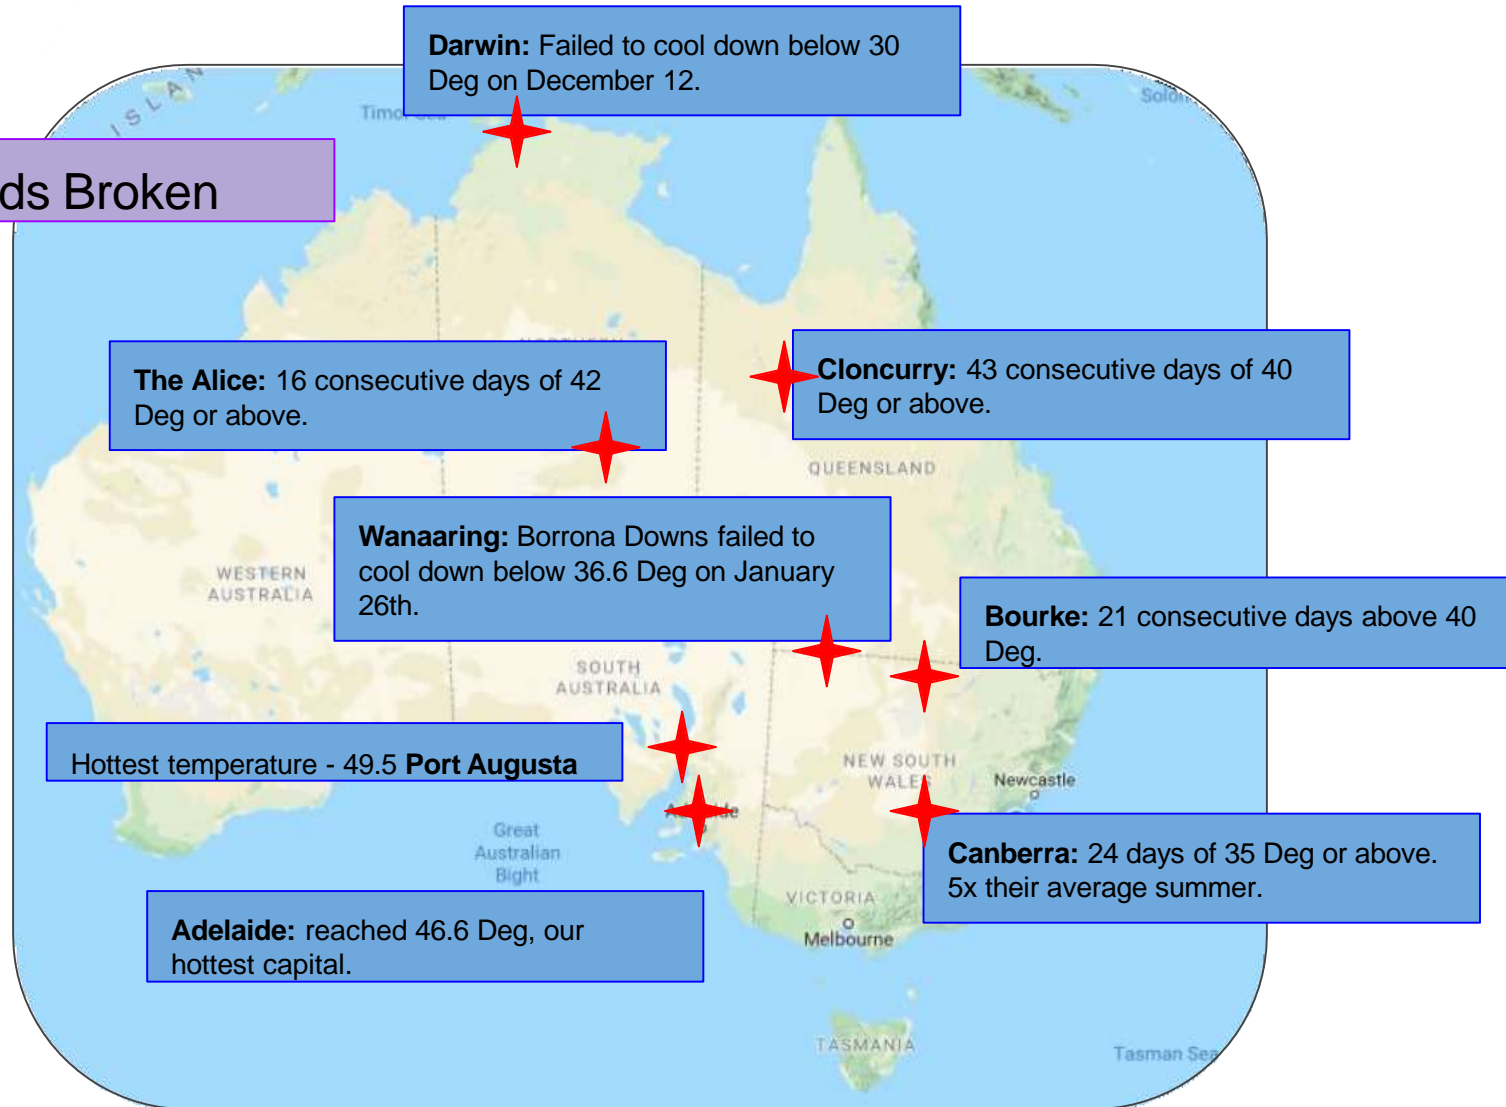 Darwin: Failed to cool down below 30
Deg on December 12.
ISLAN
ds Broken
The Alice: 16 consecutive days of 42
Deg or above.
Cloncurry: 43 consecutive days of 40
Deg or above.
QUEENSLAND
Wanaaring: Borrona Downs failed to
cool down below 36.6 Deg on January
26th.
WESTERN
AUSTRALIA
Bourke: 21 consecutive days above 40
Deg.
SOUTH
AUSTRALIA
Hottest temperature - 49.5 Port Augusta
NEW SOUTH
WALES
Newcastle
Great
Australian
Bight
Canberra: 24 days of 35 Deg or above.
5x their average summer.
VICTORIA
Melbourne
Adelaide: reached 46.6 Deg, our
hottest capital.
TASMANIA
Tasman Sea